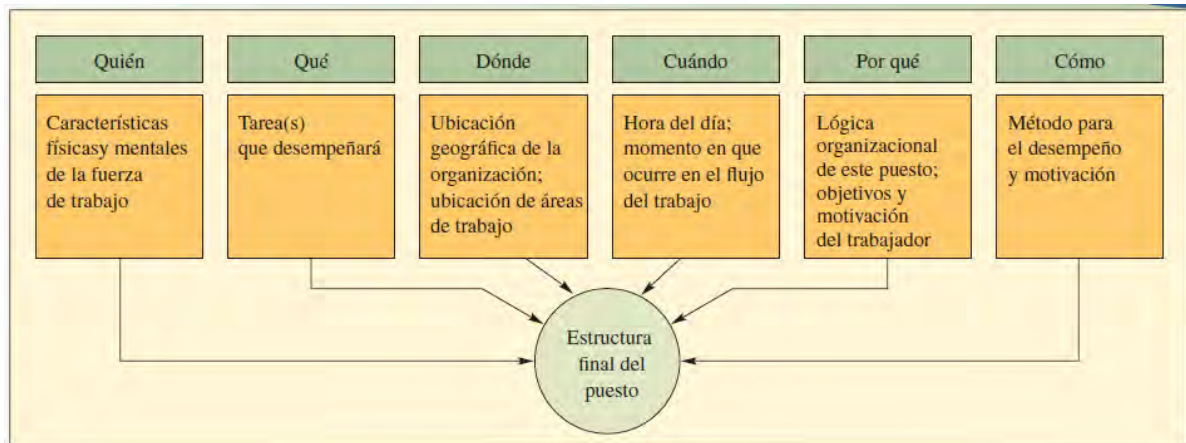 Quién
Qué
Dónde
Cuándo
Por qué
Cómo
Características
físicasy mentales
de la fuerza
de trabajo
Tarea(s)
que desempeñará
Ubicación
geográfica de la
organización;
ubicación de áreas
de trabajo
Hora del día;
momento en que
ocurre en el flujo
del trabajo
Lógica
organizacional
de este puesto;
objetivos y
motivación
del trabajador
Método para
el desempeño
y motivación
Estructura
final del
puesto